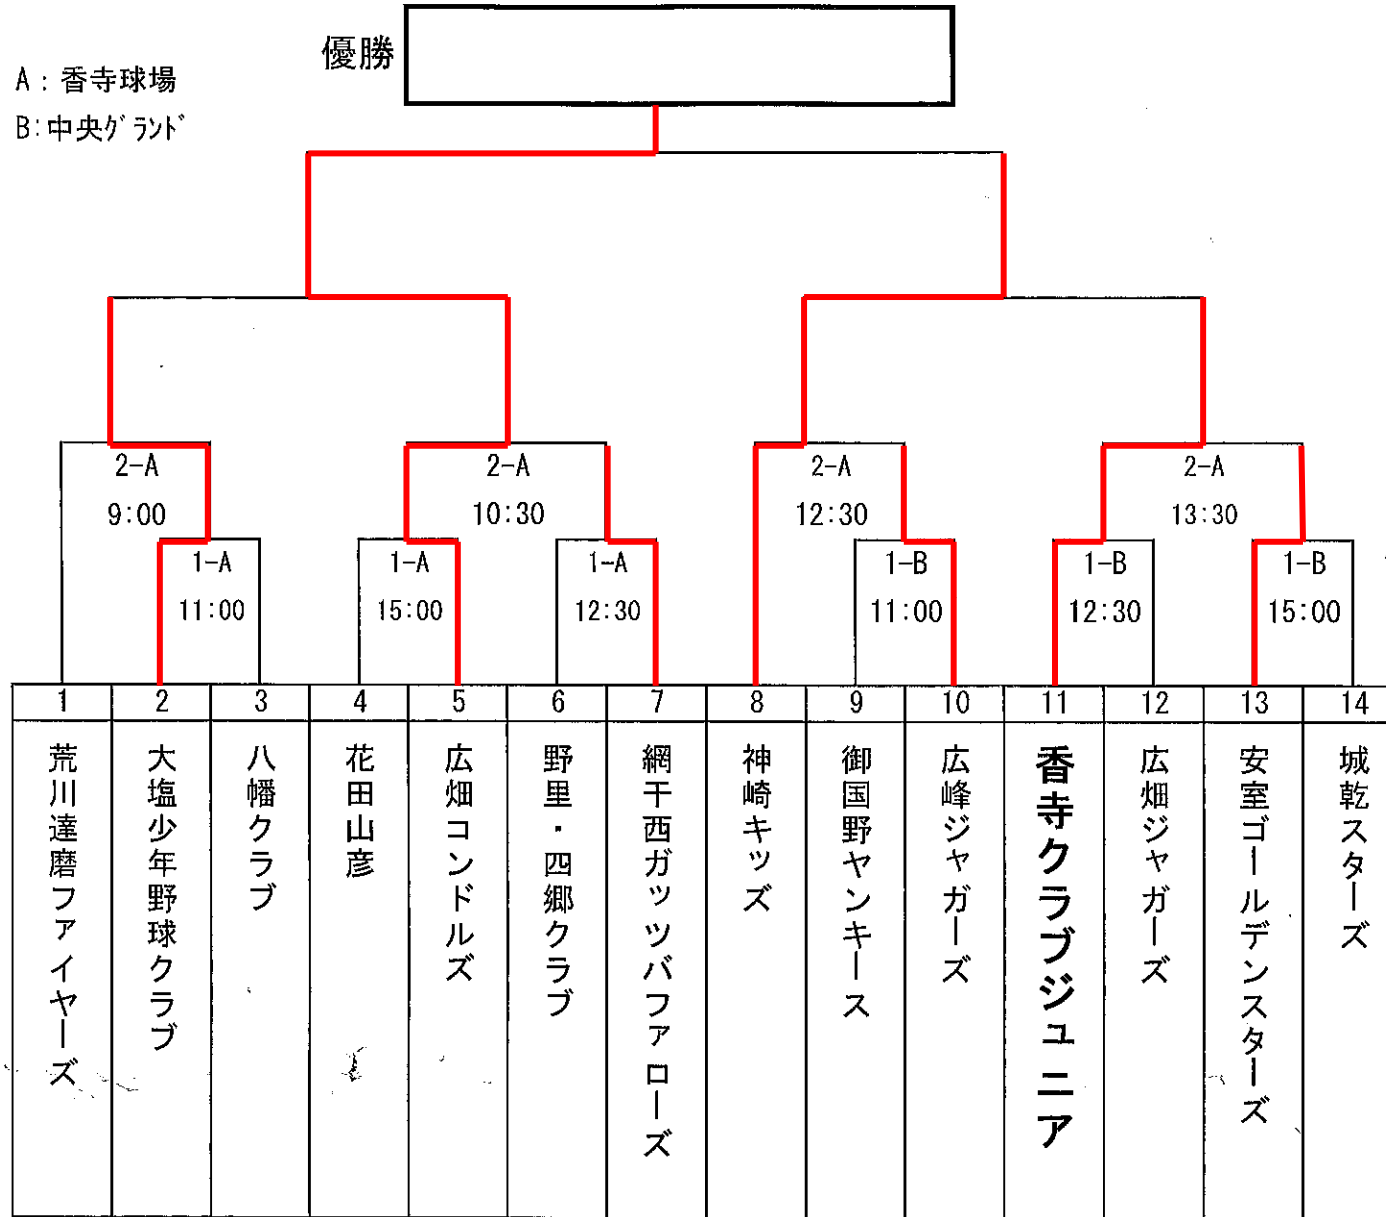 優勝
A:香寺球場
B:中央グランド
2-A
2-A
2-A
2-A
9:00
10:30
12:30
13:30
1-A
1-A
1-A
1-B
1-B
1-B
11:00
15:00
12:30
11:00
12:30
15:00
1
2
3
4
5
6
7
8
9
10
11
12
13
14
荒川達磨ファイヤーズ
大塩少年野球クラブ
八幡クラブ
花田山彦
広畑コンドルズ
野里・四郷クラブ
網干西ガッツバファローズ
神崎キッズ
御国野ヤンキース
広峰ジャガーズ
香寺クラブジュニア
広畑ジャガーズ
安室ゴールデンスターズ
城乾スターズ